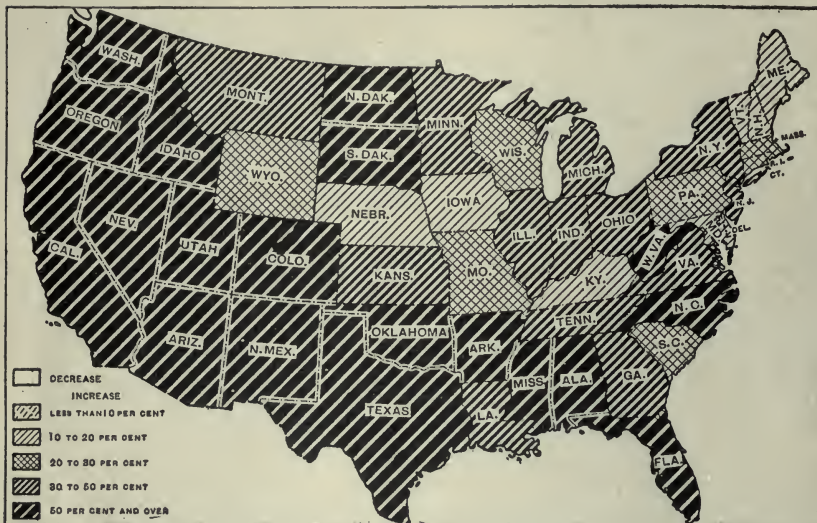 WASH.
MONT.
N. DAK.
MINN.
ME.
VT.
N.H.
OREGON
IDAHO
S. DAK.
WIS.
MICH.
N.Y.
MASS.
R.I.
CT.
WYO.
NEBR.
IOWA
PA.
N.J.
NEV.
UTAH
COLO.
ILL.
IND.
OHIO
MD.
DEL.
CAL.
KANS.
MO.
KY.
W. VA.
VA.
ARIZ.
N. MEX.
OKLAHOMA
ARK.
TENN.
N.C.
S.C.
TEXAS
LA.
MISS.
ALA.
GA.
FLA.
DECREASE
INCREASE
LESS THAN 10 PER CENT
10 TO 20 PER CENT
20 TO 30 PER CENT
30 TO 50 PER CENT
50 PER CENT AND OVER